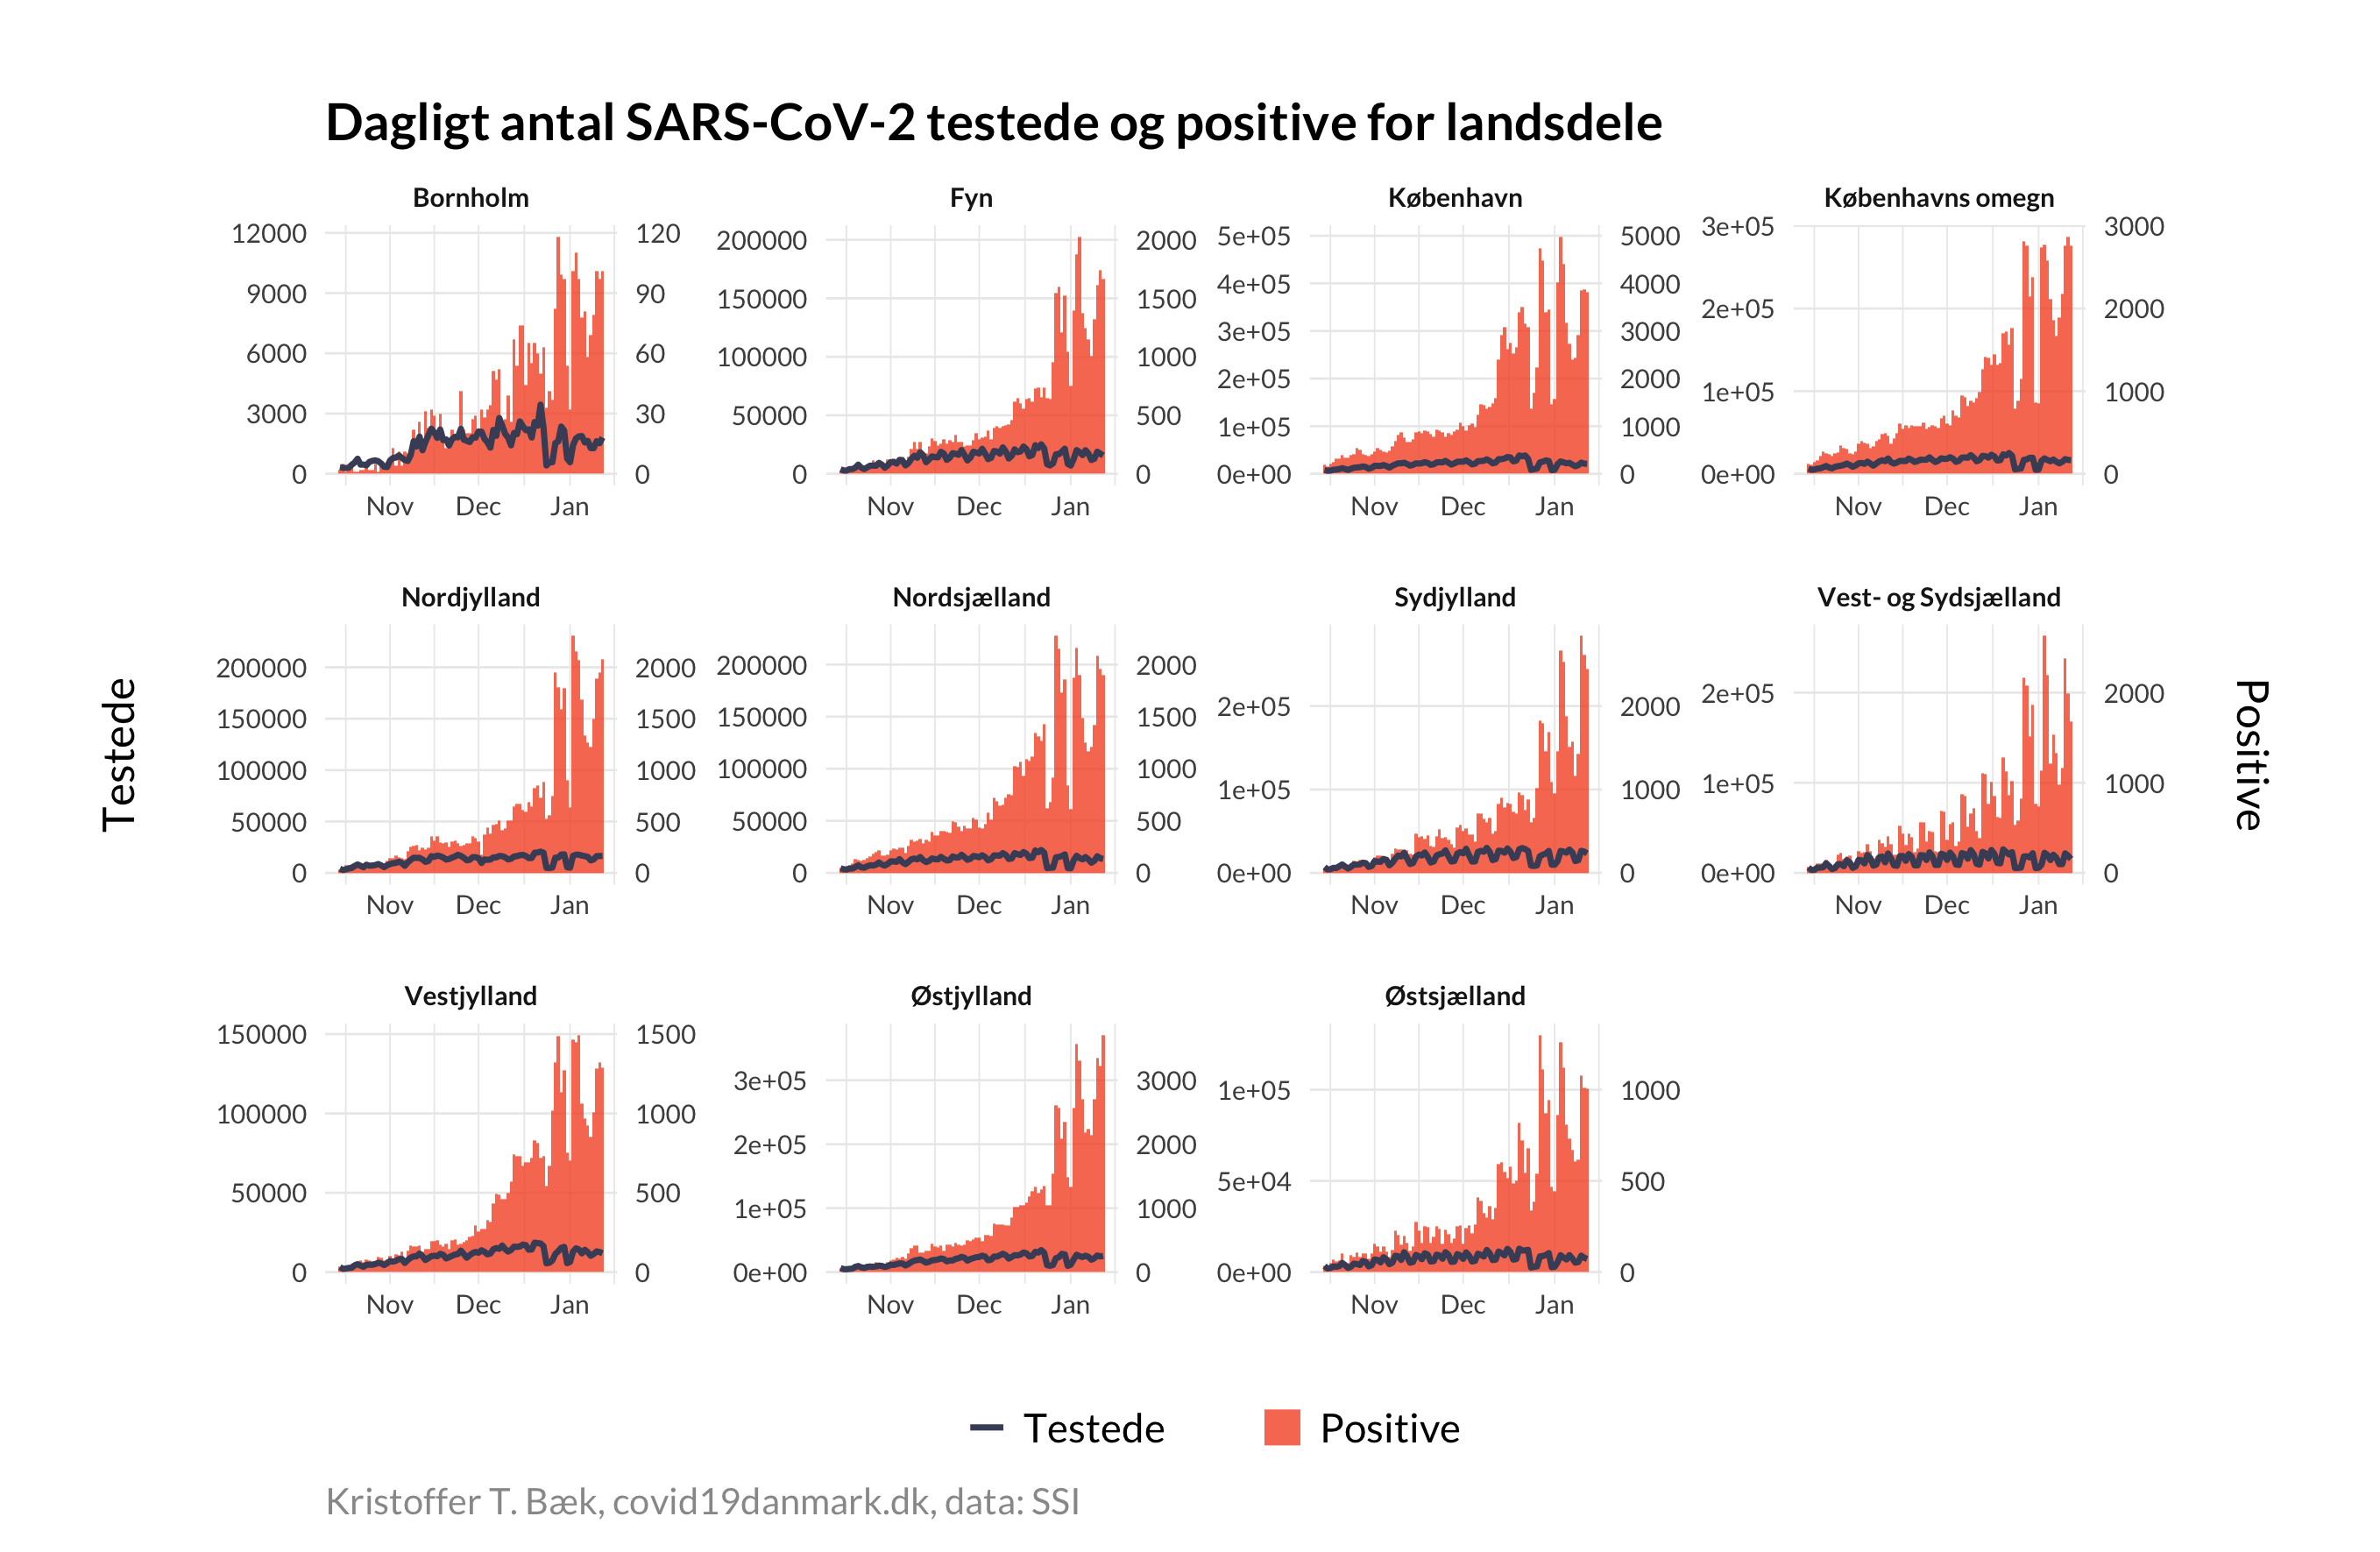 Dagligt antal SARS-CoV-2 testede og positive for landsdele
Bornholm
Fyn
København
Københavns omegn
12000
9000
6000
3000
0
120
90
60
30
0
200000
150000
100000
50000
0
2000
1500
1000
500
0
5e+05
4e+05
3e+05
2e+05
1e+05
0e+00
5000
4000
3000
2000
1000
0
3e+05
2e+05
1e+05
0e+00
3000
2000
1000
0
Nov Dec Jan
Nov Dec Jan
Nov Dec Jan
Nov Dec Jan
Testede
Positive
Nordjylland
Nordsjælland
Sydjylland
Vest- og Sydsjælland
200000
150000
100000
50000
0
2000
1500
1000
500
0
200000
150000
100000
50000
0
2000
1500
1000
500
0
2e+05
1e+05
0e+00
2000
1000
0
2e+05
1e+05
0e+00
2000
1000
0
Nov Dec Jan
Nov Dec Jan
Nov Dec Jan
Nov Dec Jan
Vestjylland
Østjylland
Østsjælland
150000
100000
50000
0
1500
1000
500
0
3e+05
2e+05
1e+05
0e+00
3000
2000
1000
0
1e+05
5e+04
0e+00
1000
500
0
Nov Dec Jan
Nov Dec Jan
Nov Dec Jan
Testede Positive
Kristoffer T. Bæk, covid19danmark.dk, data: SSI